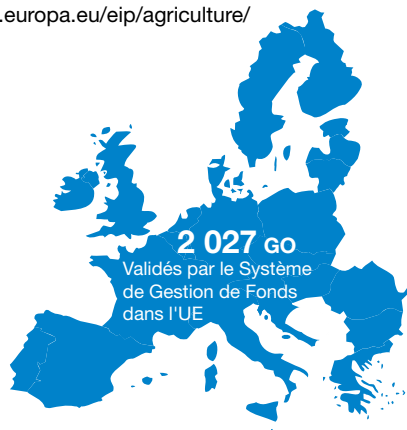 .europa.eu/eip/agriculture/
2 027 GO
Validés par le Système
de Gestion de Fonds
dans l'UE